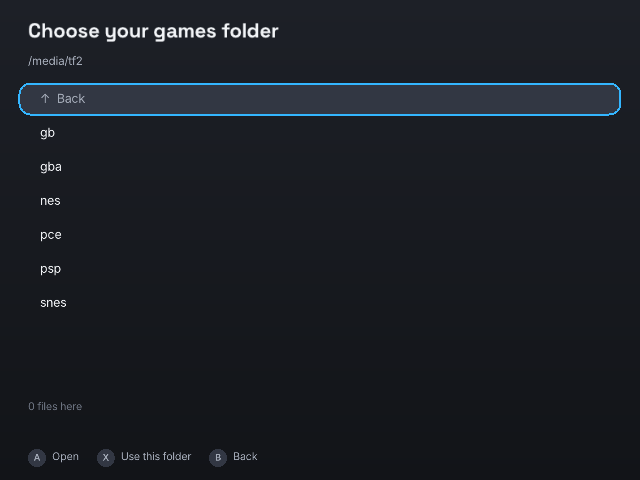 Choose your games folder
/media/tf2
↑ Back
gb
gba
nes
pce
psp
snes
0 files here
A Open X Use this folder B Back